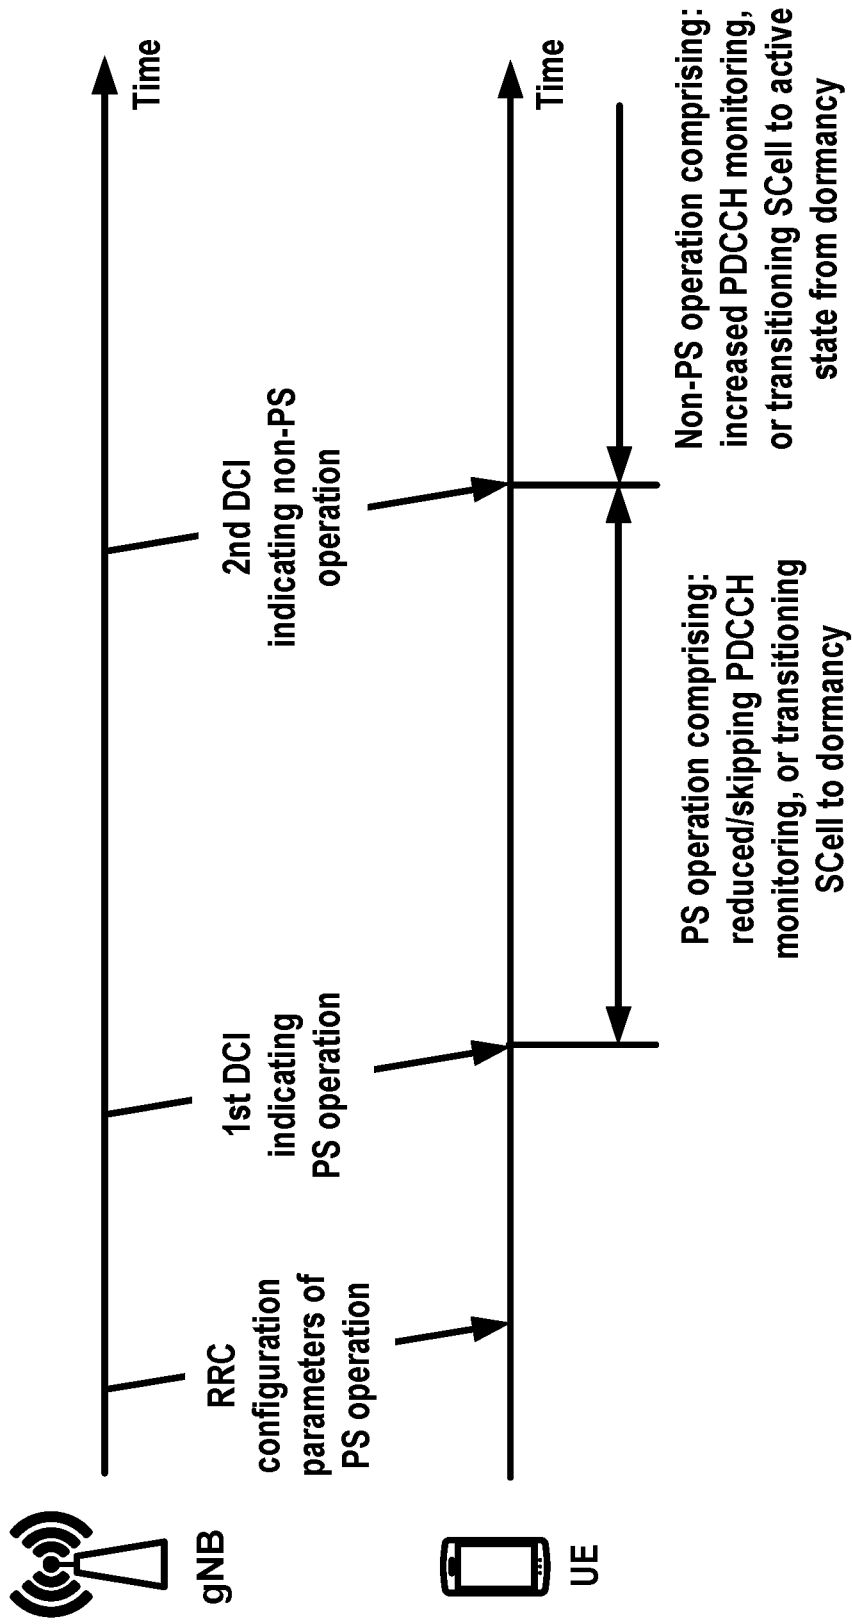 gNB
Time
RRC
configuration
parameters of
PS operation
1st DCI
indicating
PS operation
2nd DCI
indicating non-PS
operation
UE
Time
PS operation comprising:
reduced/skipping PDCCH
monitoring, or transitioning
SCell to dormancy
Non-PS operation comprising:
increased PDCCH monitoring,
or transitioning SCell to active
state from dormancy